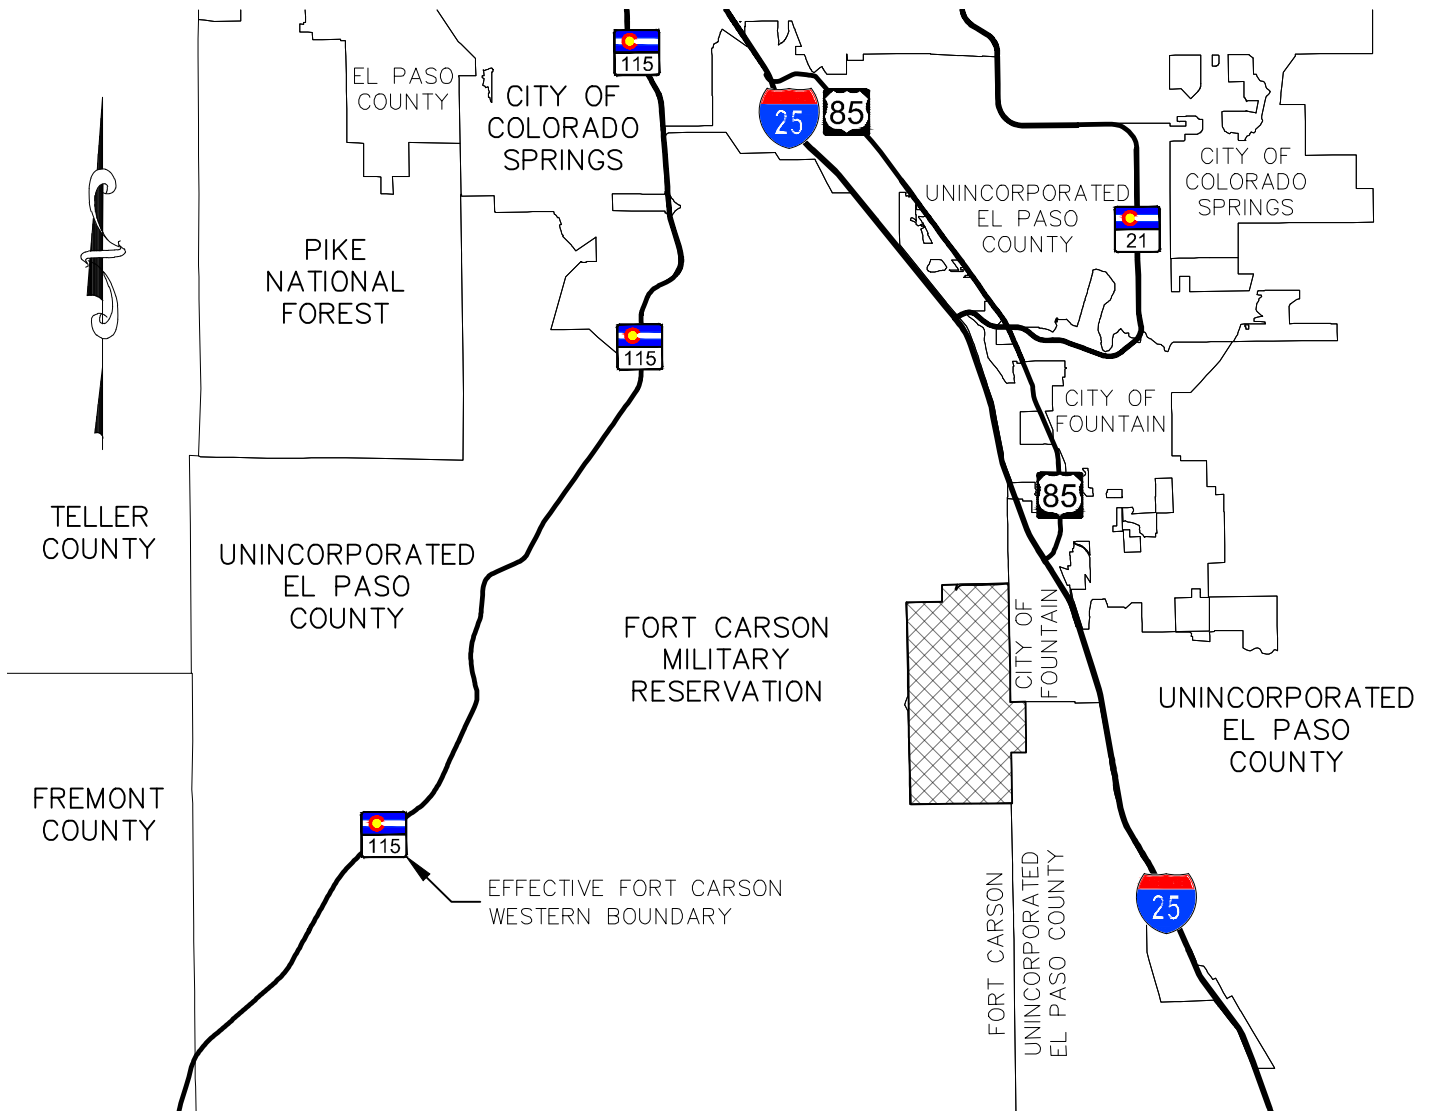 115
EL PASO
COUNTY
CITY OF
COLORADO
SPRINGS
25
85
CITY OF
COLORADO
SPRINGS
UNINCORPORATED
EL PASO
COUNTY
21
PIKE
NATIONAL
FOREST
115
CITY OF
FOUNTAIN
85
TELLER
COUNTY
UNINCORPORATED
EL PASO
COUNTY
FORT CARSON
MILITARY
RESERVATION
CITY OF
FOUNTAIN
UNINCORPORATED
EL PASO
COUNTY
FREMONT
COUNTY
115
EFFECTIVE FORT CARSON
WESTERN BOUNDARY
FORT CARSON
UNINCORPORATED
EL PASO COUNTY
25